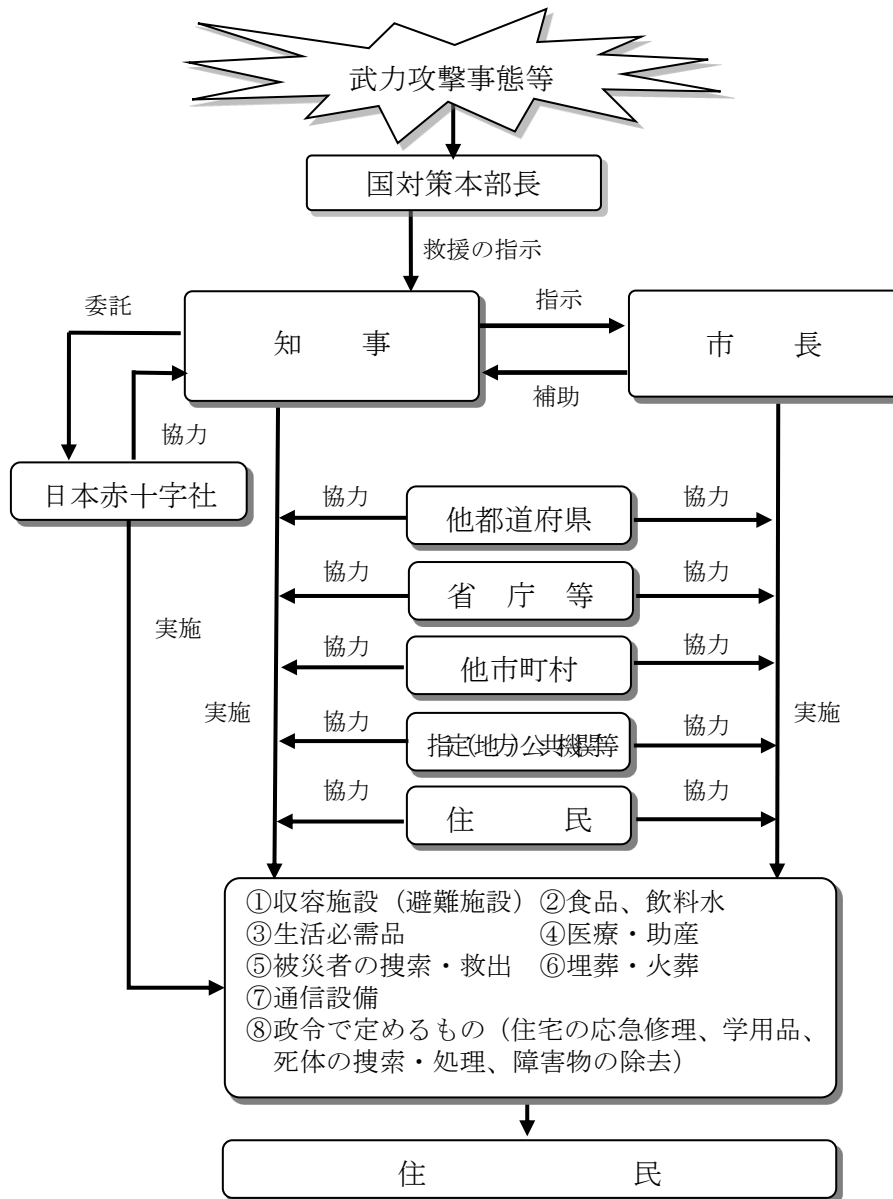 武力攻撃事態等
国対策本部長
救援の指示
委託
知　　事
指示
市　　長
補助
協力
日本赤十字社
協力
他都道府県
協力
協力
省　庁　等
協力
実施
協力
他市町村
協力
実施
協力
指定(地方)公共機関等
協力
実施
協力
住　　　民
協力
①収容施設（避難施設）②食品、飲料水
③生活必需品　　　　　④医療・助産
⑤被災者の捜索・救出　⑥埋葬・火葬
⑦通信設備
⑧政令で定めるもの（住宅の応急修理、学用品、
死体の捜索・処理、障害物の除去）
住　　　　　民